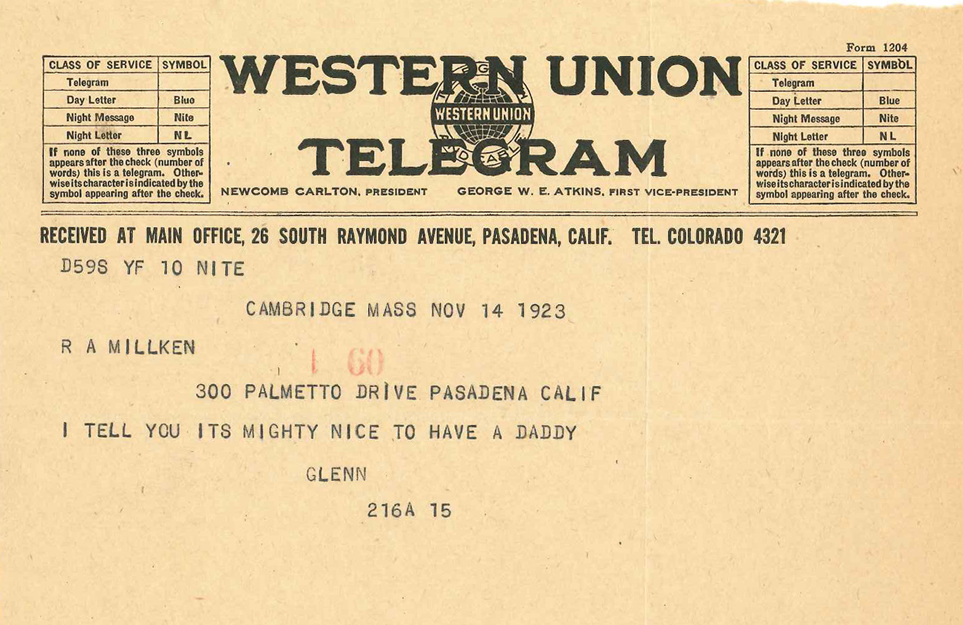 Form 1204
CLASS OF SERVICE SYMBOL
Telegram
Day Letter Blue
Night Message Nite
Night Letter N L
If none of these three symbols
appears after the check (number of
words) this is a telegram. Other-
wise its character is indicated by the
symbol appearing after the check.
WESTERN UNION
WESTERN UNION
TELEGRAM
NEWCOMB CARLTON, PRESIDENT GEORGE W. E. ATKINS, FIRST VICE-PRESIDENT
CLASS OF SERVICE SYMBOL
Telegram
Day Letter Blue
Night Message Nite
Night Letter N L
If none of these three symbols
appears after the check (number of
words) this is a telegram. Other-
wise its character is indicated by the
symbol appearing after the check.
RECEIVED AT MAIN OFFICE, 26 SOUTH RAYMOND AVENUE, PASADENA, CALIF. TEL. COLORADO 4321
D59S YF 10 NITE
CAMBRIDGE MASS NOV 14 1923
R A MILLKEN
1 60
300 PALMETTO DRIVE PASADENA CALIF
I TELL YOU ITS MIGHTY NICE TO HAVE A DADDY
GLENN
216A 15